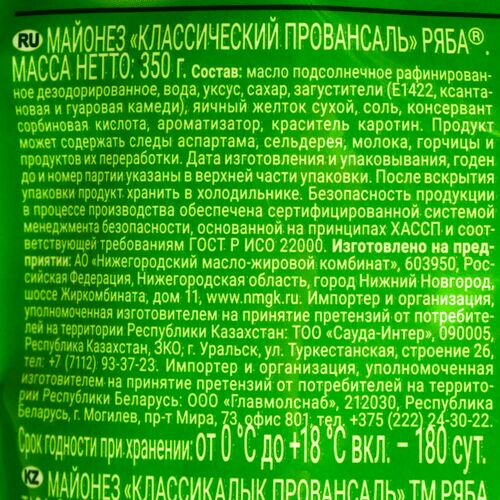 RU МАЙОНЕЗ «КЛАССИЧЕСКИЙ ПРОВАНСАЛЬ» РЯБА®.
МАССА НЕТТО: 350 г. Состав: масло подсолнечное рафинирован-
ное дезодорированное, вода, уксус, сахар, загустители (Е1422, ксанта-
новая и гуаровая камеди), яичный желток сухой, соль, консервант
сорбиновая кислота, ароматизатор, краситель каротин. Продукт
может содержать следы аспартама, сельдерея, молока, горчицы и
продуктов их переработки. Дата изготовления и упаковывания, годен
до и номер партии указаны в верхней части упаковки. После вскрытия
упаковки продукт хранить в холодильнике. Безопасность продукции
в процессе производства обеспечена сертифицированной системой
менеджмента безопасности, основанной на принципах ХАССП и соот-
ветствующей требованиям ГОСТ Р ИСО 22000. Изготовлено на пред-
приятии: АО «Нижегородский масло-жировой комбинат», 603950, Рос-
сийская Федерация, Нижегородская область, город Нижний Новгород,
шоссе Жиркомбината, дом 11, www.nmgk.ru. Импортер и организация,
уполномоченная изготовителем на принятие претензий от потребите-
лей на территории Республики Казахстан: ТОО «Сауда-Интер», 090005,
Республика Казахстан, ЗКО, г. Уральск, ул. Туркестанская, строение 26,
тел: +7 (7112) 93-37-23. Импортер и организация, уполномоченная
изготовителем на принятие претензий от потребителей на террито-
рии Республики Беларусь: ООО «Главмолснаб», 212030, Республика
Беларусь, г. Могилев, пр-т Мира, 73, офис 801, тел. +375 (222) 24-30-22.
Срок годности при хранении: от 0 °С до +18 °С вкл. – 180 сут.
KZ МАЙОНЕЗ «КЛАССИКАЛЫҚ ПРОВАНСАЛЬ» ТМ РЯБА